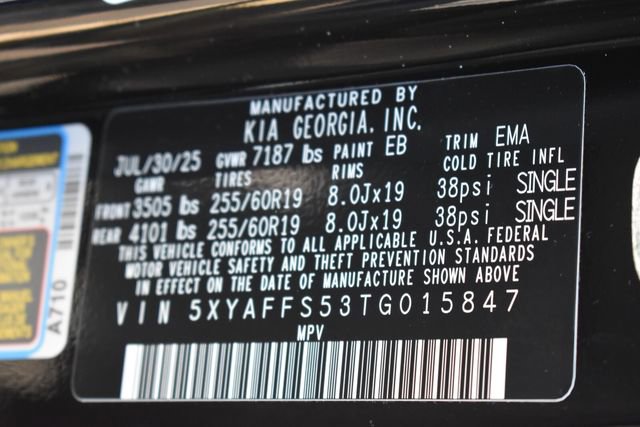 MANUFACTURED BY
KIA GEORGIA, INC.
JUL/30/25 GVWR 7187 lbs PAINT EB TRIM EMA
GAWR TIRES RIMS COLD TIRE INFL
FRONT 3505 lbs 255/60R19 8.0Jx19 38psi SINGLE
REAR 4101 lbs 255/60R19 8.0Jx19 38psi SINGLE
THIS VEHICLE CONFORMS TO ALL APPLICABLE U.S.A. FEDERAL
MOTOR VEHICLE SAFETY AND THEFT PREVENTION STANDARDS
IN EFFECT ON THE DATE OF MANUFACTURE SHOWN ABOVE
VIN 5XYAFFS53TG015847
MPV
A710